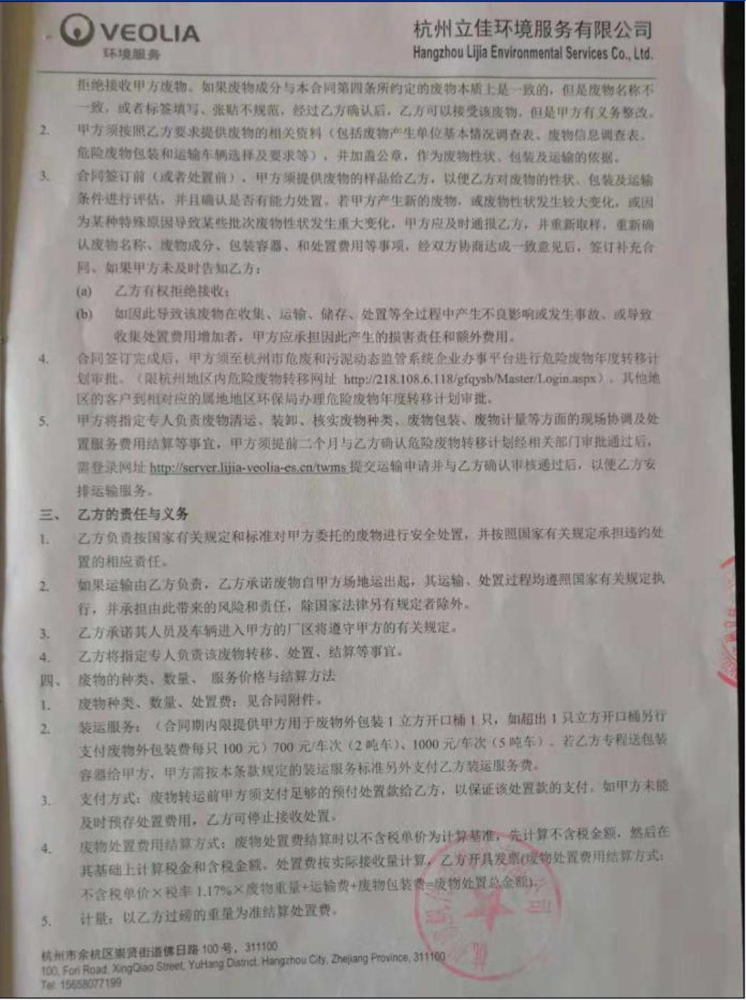 VEOLIA
环境服务
杭州立佳环境服务有限公司
Hangzhou Lijia Environmental Services Co., Ltd.
拒绝接收甲方废物。如果废物成分与本合同第四条所约定的废物本质上是一致的，但是废物名称不
一致，或者标签填写、张贴不规范，经过乙方确认后，乙方可以接受该废物，但是甲方有义务整改。
2. 甲方须按照乙方要求提供废物的相关资料（包括废物产生单位基本情况调查表、废物信息调查表、
危险废物包装和运输车辆选择及要求等），并加盖公章，作为废物性状、包装及运输的依据。
3. 合同签订前（或者处置前），甲方须提供废物的样品给乙方，以便乙方对废物的性状、包装及运输
条件进行评估，并且确认是否有能力处置。若甲方产生新的废物，或废物性状发生较大变化，或因
为某种特殊原因导致某些批次废物性状发生重大变化，甲方应及时通报乙方，并重新取样，重新确
认废物名称、废物成分、包装容器、和处置费用等事项，经双方协商达成一致意见后，签订补充合
同。如果甲方未及时告知乙方：
(a) 乙方有权拒绝接收；
(b) 如因此导致该废物在收集、运输、储存、处置等全过程中产生不良影响或发生事故、或导致
收集处置费用增加者，甲方应承担因此产生的损害责任和额外费用。
4. 合同签订完成后，甲方须至杭州市危废和污泥动态监管系统企业办事平台进行危险废物年度转移计
划审批。（限杭州地区内危险废物转移网址 http://218.108.6.118/gfqysb/Master/Login.aspx）。其他地
区的客户到相对应的属地地区环保局办理危险废物年度转移计划审批。
5. 甲方将指定专人负责废物清运、装卸、核实废物种类、废物包装、废物计量等方面的现场协调及处
置服务费用结算等事宜，甲方须提前二个月与乙方确认危险废物转移计划经相关部门审批通过后，
需登录网址 http://server.lijia-veolia-es.cn/twms 提交运输申请并与乙方确认审核通过后，以便乙方安
排运输服务。
三、 乙方的责任与义务
1. 乙方负责按国家有关规定和标准对甲方委托的废物进行安全处置，并按照国家有关规定承担违约处
置的相应责任。
2. 如果运输由乙方负责，乙方承诺废物自甲方场地运出起，其运输、处置过程均遵照国家有关规定执
行，并承担由此带来的风险和责任，除国家法律另有规定者除外。
3. 乙方承诺其人员及车辆进入甲方的厂区将遵守甲方的有关规定。
4. 乙方将指定专人负责该废物转移、处置、结算等事宜。
四、 废物的种类、数量、 服务价格与结算方法
1. 废物种类、数量、处置费：见合同附件。
2. 装运服务：（合同期内限提供甲方用于废物外包装 1 立方开口桶 1 只，如超出 1 只立方开口桶另行
支付废物外包装费每只 100 元）700 元/车次（2 吨车）、1000 元/车次（5 吨车）。若乙方专程送包装
容器给甲方，甲方需按本条款规定的装运服务标准另外支付乙方装运服务费。
3. 支付方式：废物转运前甲方须支付足够的预付处置款给乙方，以保证该处置款的支付。如甲方未能
及时预存处置费用，乙方可停止接收处置。
4. 废物处置费用结算方式：废物处置费结算时以不含税单价为计算基准，先计算不含税金额，然后在
其基础上计算税金和含税金额。处置费按实际接收量计算，乙方开具发票(废物处置费用结算方式：
不含税单价×税率 1.17%×废物重量+运输费+废物包装费=废物处置总金额)。
5. 计量：以乙方过磅的重量为准结算处置费。
杭州市余杭区崇贤街道佛日路 100 号，311100
100, Fori Road, XingQiao Street, YuHang District, Hangzhou City, Zhejiang Province, 311100
Tel: 15658077199